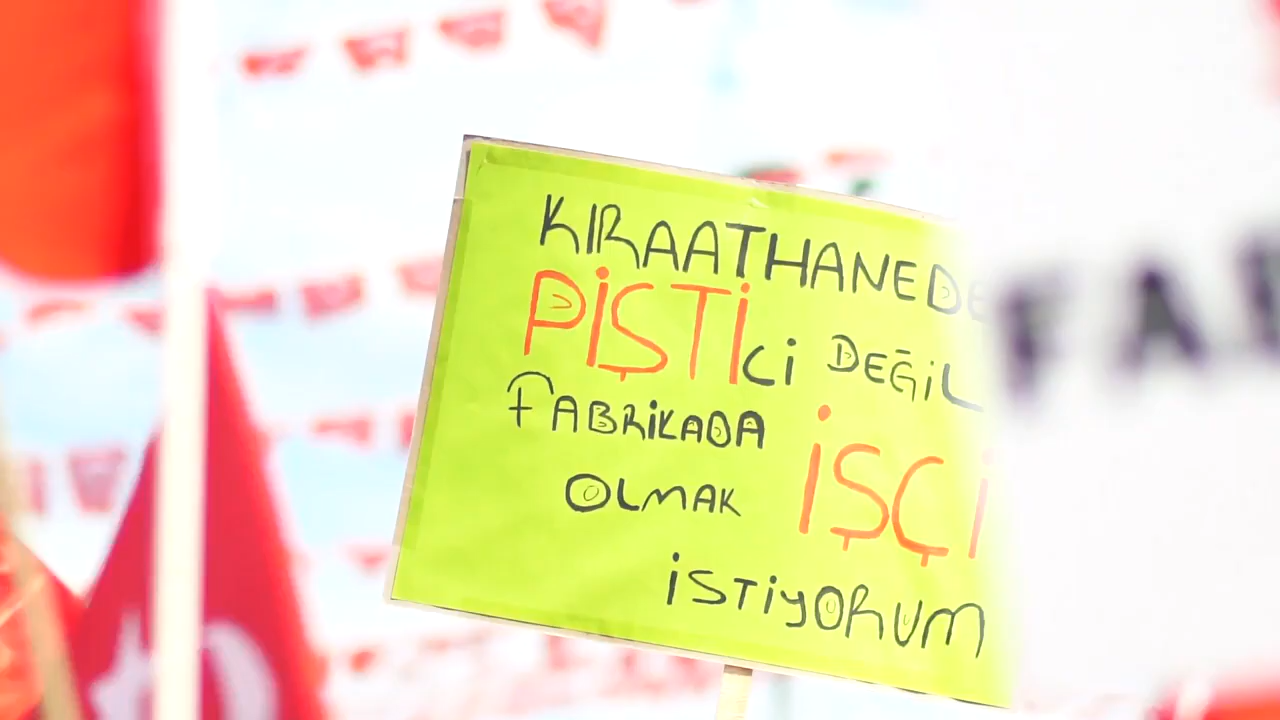 KIRAATHANEDE
PİŞTİCİ DEĞİL
FABRİKADA İŞÇİ
OLMAK
İSTİYORUM